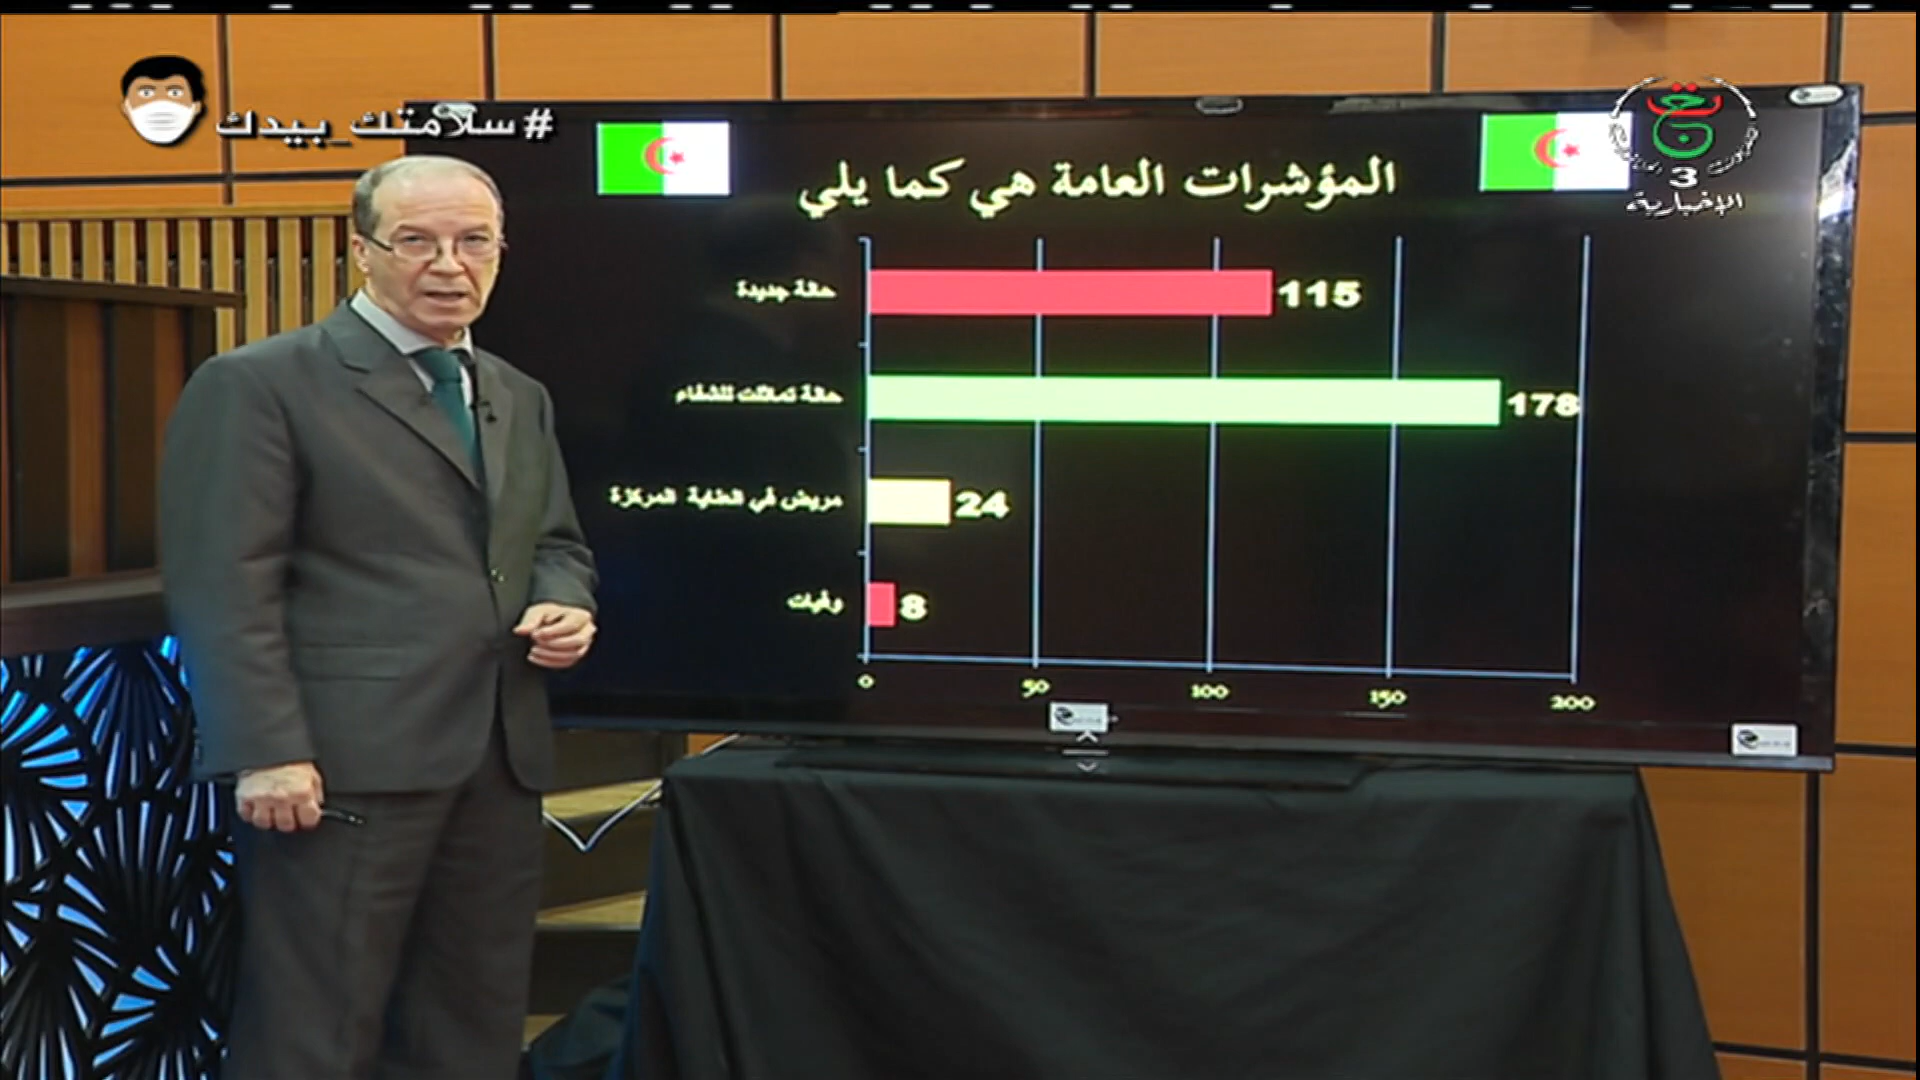 #سلامتك_بيدك
3
الإخبارية
المؤشرات العامة هي كما يلي
حالة جديدة
115
حالة تماثلت للشفاء
178
مريض في العناية المركزة
24
وفيات
8
0 50 100 150 200